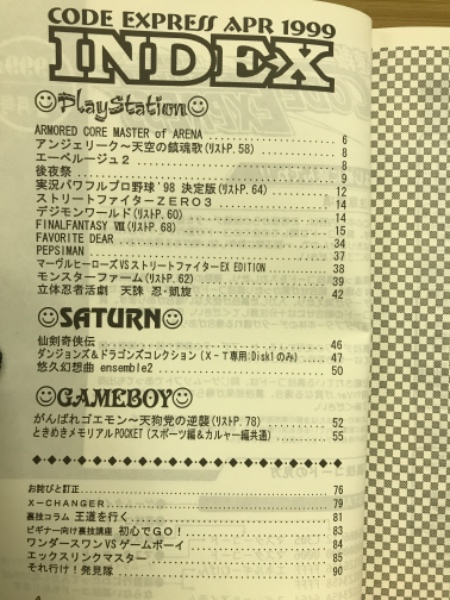 CODE EXPRESS APR 1999
INDEX
PlayStation
ARMORED CORE MASTER of ARENA 6
アンジェリーク～天空の鎮魂歌(リストP.58) 8
エーベルージュ2 8
後夜祭 9
実況パワフルプロ野球'98 決定版(リストP.64) 12
ストリートファイターZERO3 14
デジモンワールド(リストP.60) 14
FINALFANTASY Ⅷ(リストP.68) 15
FAVORITE DEAR 34
PEPSIMAN 37
マーヴルヒーローズVSストリートファイターEX EDITION 38
モンスターファーム(リストP.62) 39
立体忍者活劇 天誅 忍・凱旋 42
SATURN
仙剣奇侠伝 46
ダンジョンズ&ドラゴンズコレクション(X-T専用:Disk1のみ) 47
悠久幻想曲 ensemble2 50
GAMEBOY
がんばれゴエモン～天狗党の逆襲(リストP.78) 52
ときめきメモリアルPOCKET(スポーツ編&カルチャー編共通) 55
お詫びと訂正 76
X-CHANGER 79
裏技コラム 王道を行く 81
ビギナー向け裏技講座 初心でGO! 83
ワンダースワンVSゲームボーイ 84
エックスリンクマスター 85
それ行け!発見隊 90